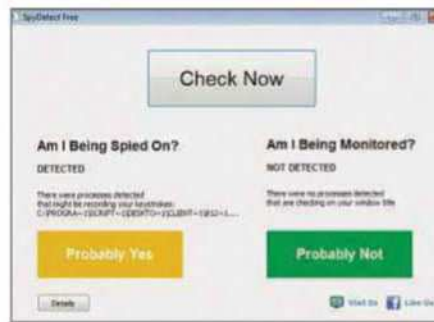 SpyDetect Free
Check Now
Am I Being Spied On?
DETECTED
There were processes detected
that might be recording your keystrokes:
Probably Yes
Details
Am I Being Monitored?
NOT DETECTED
There were no processes detected
that are checking on your window title
Probably Not
Visit Us
Like Us